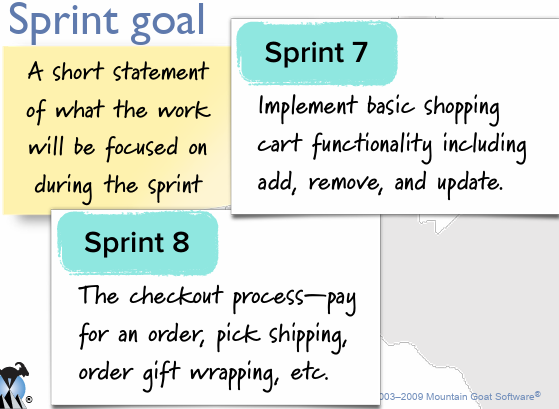 Sprint goal
A short statement
of what the work
will be focused on
during the sprint
Sprint 7
Implement basic shopping
cart functionality including
add, remove, and update.
Sprint 8
The checkout process—pay
for an order, pick shipping,
order gift wrapping, etc.
®
003–2009 Mountain Goat Software®